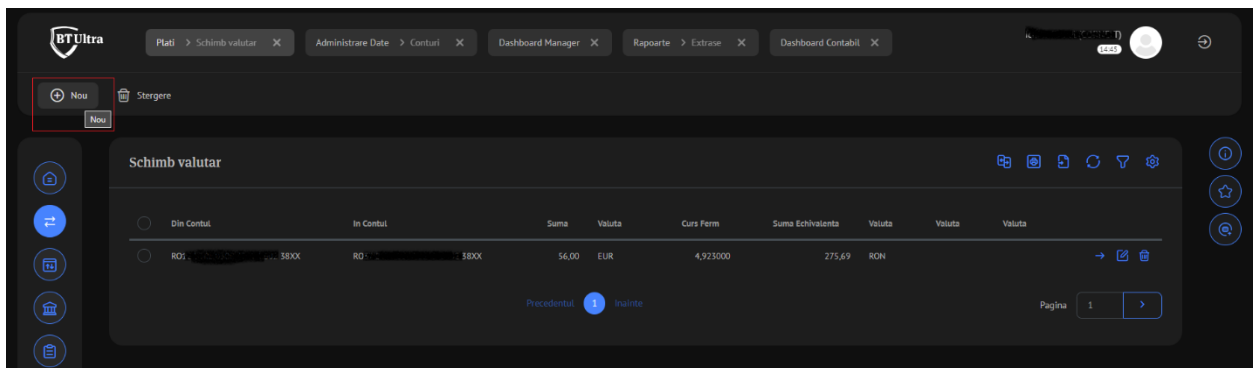 BT Ultra
Plati > Schimb valutar X
Administrare Date > Conturi X
Dashboard Manager X
Rapoarte > Extrase X
Dashboard Contabil X
14:45
Nou
Stergere
Nou
Schimb valutar
Din Contul In Contul Suma Valuta Curs Ferm Suma Echivalenta Valuta Valuta Valuta
38XX 38XX 56,00 EUR 4,923000 275,69 RON
Precedentul 1 Inainte
Pagina 1 >